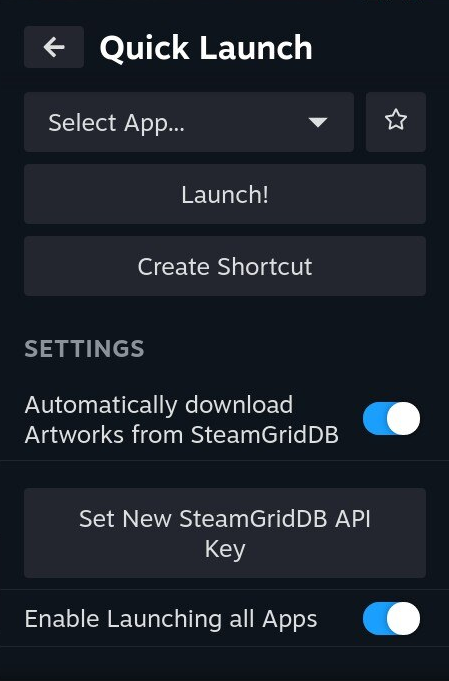 Quick Launch
Select App...
Launch!
Create Shortcut
SETTINGS
Automatically download
Artworks from SteamGridDB
Set New SteamGridDB API
Key
Enable Launching all Apps